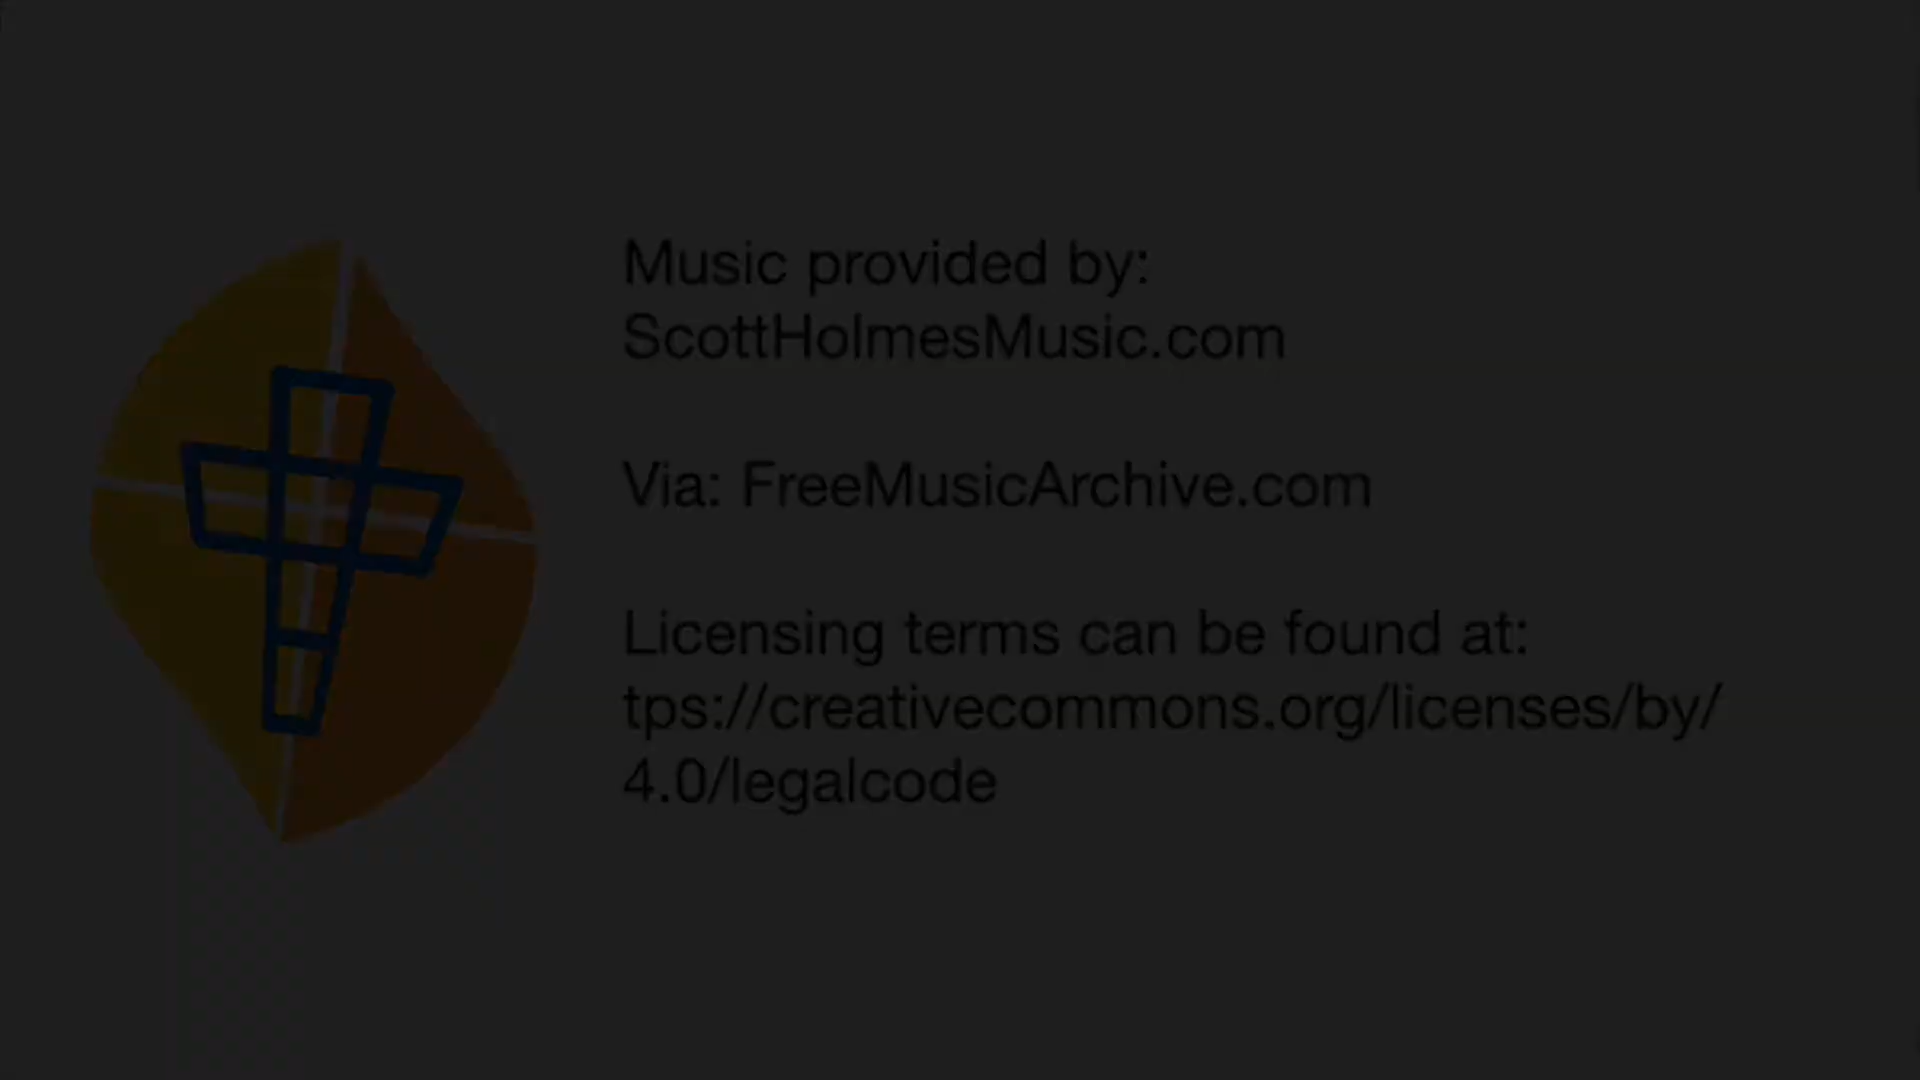 Music provided by:
ScottHolmesMusic.com
Via: FreeMusicArchive.com
Licensing terms can be found at:
tps://creativecommons.org/licenses/by/
4.0/legalcode